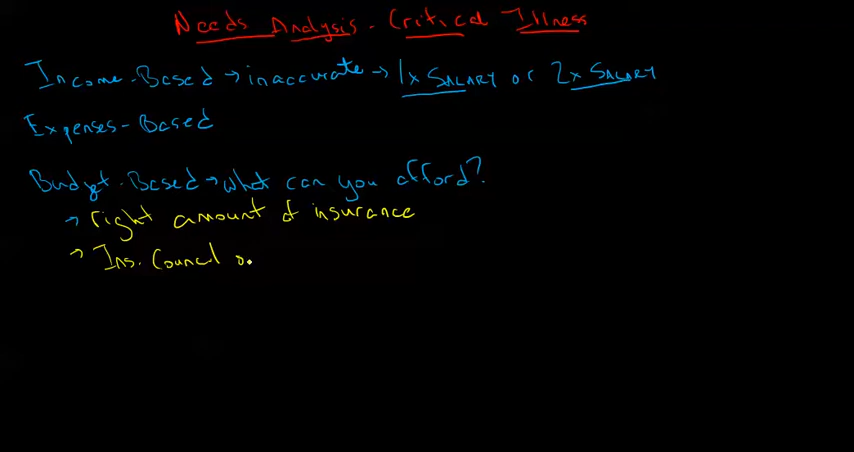 Needs Analysis - Critical Illness
Income-Based → inaccurate → 1x SALARY or 2x SALARY
Expenses-Based
Budget-Based → what can you afford?
→ right amount of insurance
→ Ins. Council o.